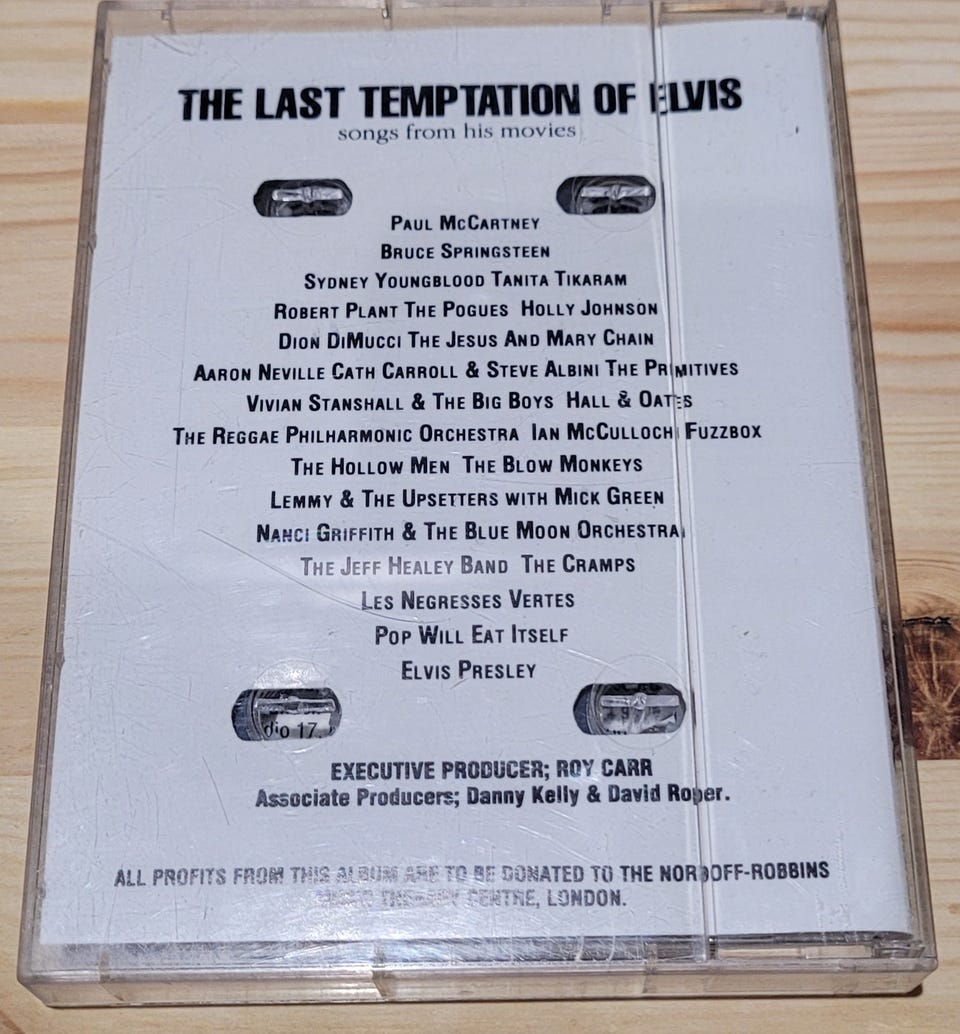 THE LAST TEMPTATION OF ELVIS
songs from his movies
PAUL MCCARTNEY
BRUCE SPRINGSTEEN
SYDNEY YOUNGBLOOD TANITA TIKARAM
ROBERT PLANT THE POGUES HOLLY JOHNSON
DION DIMUCCI THE JESUS AND MARY CHAIN
AARON NEVILLE CATH CARROLL & STEVE ALBINI THE PRIMITIVES
VIVIAN STANSHALL & THE BIG BOYS HALL & OATES
THE REGGAE PHILHARMONIC ORCHESTRA IAN MCCULLOCH FUZZBOX
THE HOLLOW MEN THE BLOW MONKEYS
LEMMY & THE UPSETTERS WITH MICK GREEN
NANCI GRIFFITH & THE BLUE MOON ORCHESTRA
THE JEFF HEALEY BAND THE CRAMPS
LES NEGRESSES VERTES
POP WILL EAT ITSELF
ELVIS PRESLEY
dio 17.
EXECUTIVE PRODUCER; ROY CARR
Associate Producers; Danny Kelly & David Roper.
ALL PROFITS FROM THIS ALBUM ARE TO BE DONATED TO THE NORDOFF-ROBBINS
MUSIC THERAPY CENTRE, LONDON.